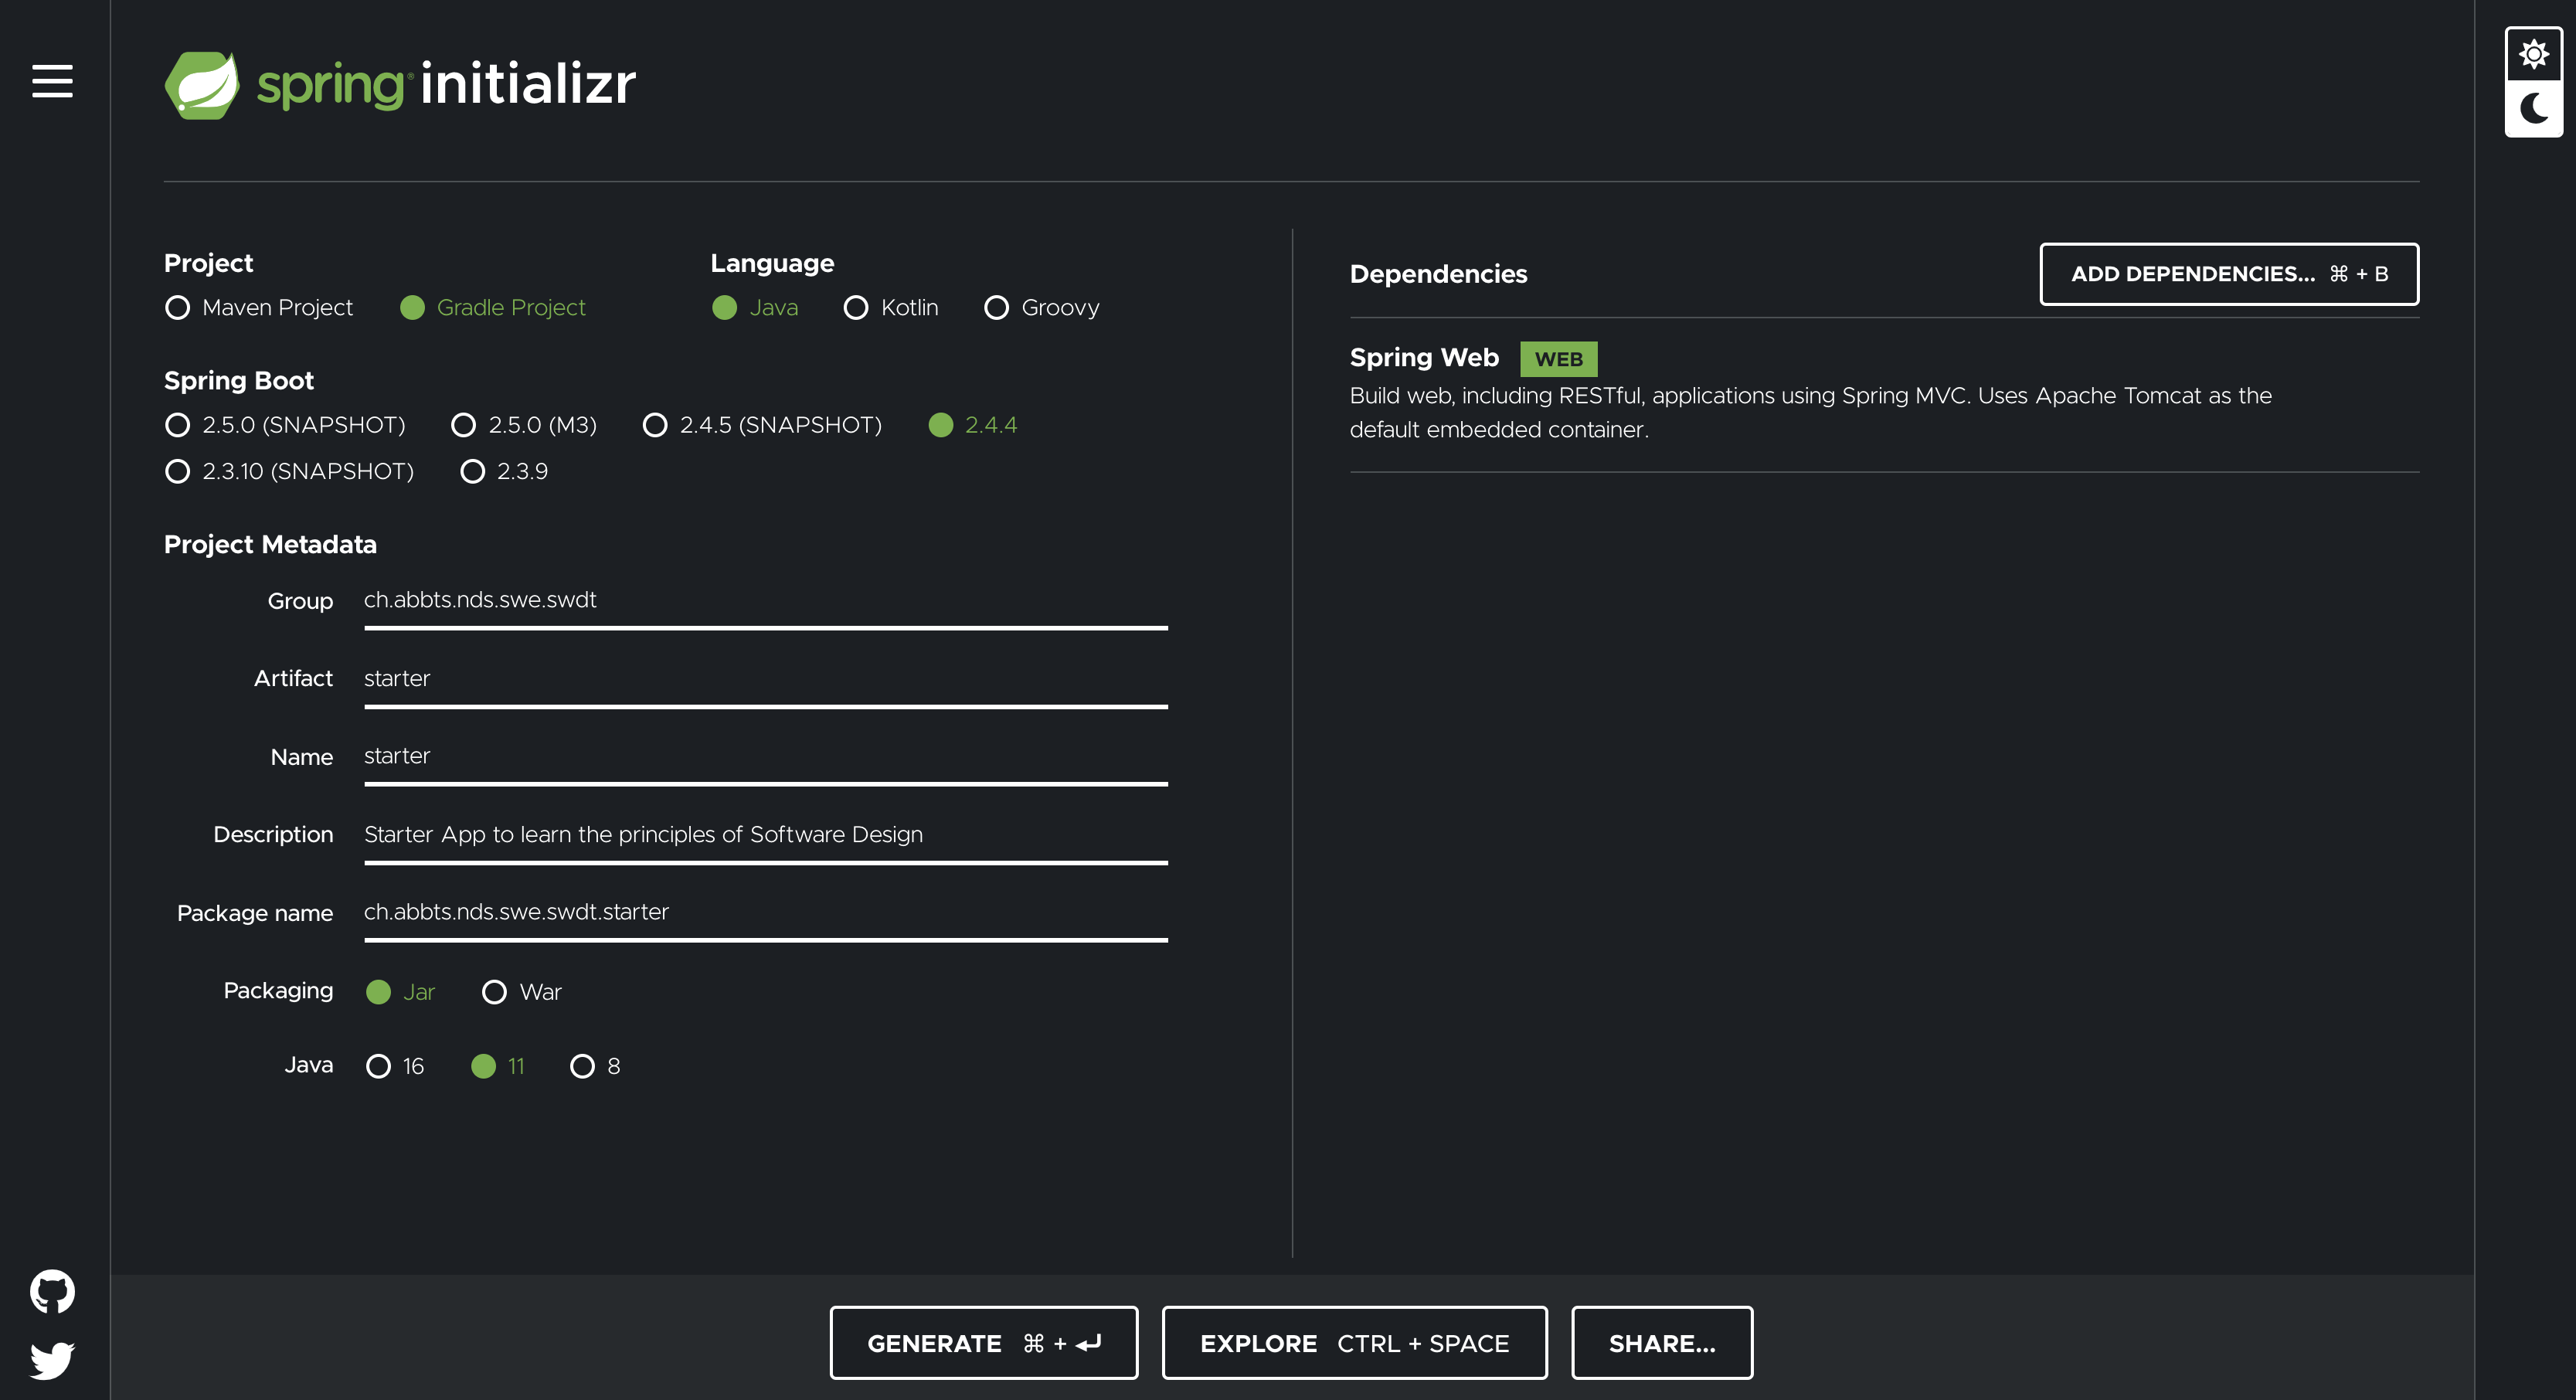 spring® initializr
Project
Maven Project Gradle Project
Language
Java Kotlin Groovy
Spring Boot
2.5.0 (SNAPSHOT) 2.5.0 (M3) 2.4.5 (SNAPSHOT) 2.4.4
2.3.10 (SNAPSHOT) 2.3.9
Project Metadata
Group ch.abbts.nds.swe.swdt
Artifact starter
Name starter
Description Starter App to learn the principles of Software Design
Package name ch.abbts.nds.swe.swdt.starter
Packaging Jar War
Java 16 11 8
Dependencies
ADD DEPENDENCIES... ⌘ + B
Spring Web WEB
Build web, including RESTful, applications using Spring MVC. Uses Apache Tomcat as the
default embedded container.
GENERATE ⌘ + ⏎
EXPLORE CTRL + SPACE
SHARE...